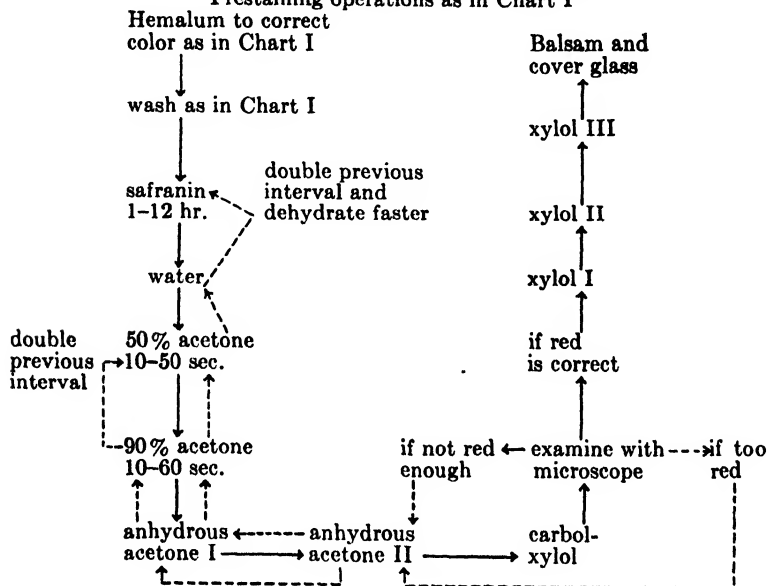 Prestaining operations as in Chart I
Hemalum to correct
color as in Chart I
wash as in Chart I
safranin
1–12 hr.
double previous
interval and
dehydrate faster
water
double
previous
interval
50% acetone
10–50 sec.
90% acetone
10–60 sec.
anhydrous
acetone I
anhydrous
acetone II
carbol-
xylol
if not red
enough
examine with
microscope
if too
red
if red
is correct
xylol I
xylol II
xylol III
Balsam and
cover glass